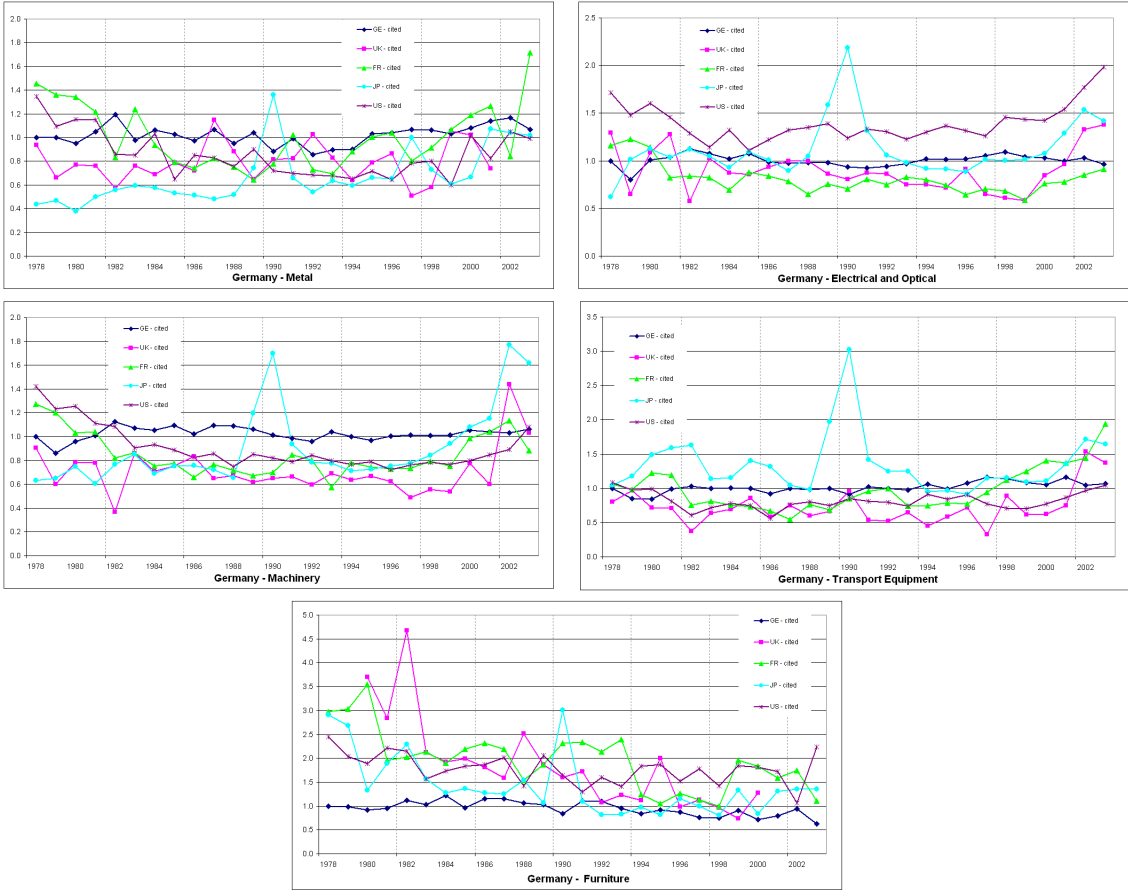 2.0
1.8
1.6
1.4
1.2
1.0
0.8
0.6
0.4
0.2
0.0
GE - cited
UK - cited
FR - cited
JP - cited
US - cited
1978 1980 1982 1984 1986 1988 1990 1992 1994 1996 1998 2000 2002
Germany - Metal
2.5
2.0
1.5
1.0
0.5
0.0
GE - cited
UK - cited
FR - cited
JP - cited
US - cited
1978 1980 1982 1984 1986 1988 1990 1992 1994 1996 1998 2000 2002
Germany - Electrical and Optical
2.0
1.8
1.6
1.4
1.2
1.0
0.8
0.6
0.4
0.2
0.0
GE - cited
UK - cited
FR - cited
JP - cited
US - cited
1978 1980 1982 1984 1986 1988 1990 1992 1994 1996 1998 2000 2002
Germany - Machinery
3.5
3.0
2.5
2.0
1.5
1.0
0.5
0.0
GE - cited
UK - cited
FR - cited
JP - cited
US - cited
1978 1980 1982 1984 1986 1988 1990 1992 1994 1996 1998 2000 2002
Germany - Transport Equipment
5.0
4.5
4.0
3.5
3.0
2.5
2.0
1.5
1.0
0.5
0.0
GE - cited
UK - cited
FR - cited
JP - cited
US - cited
1978 1980 1982 1984 1986 1988 1990 1992 1994 1996 1998 2000 2002
Germany - Furniture